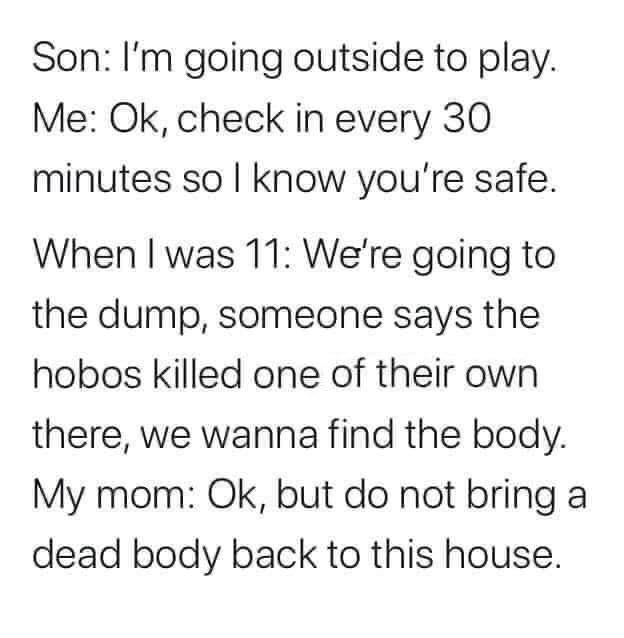 Son: I'm going outside to play.
Me: Ok, check in every 30
minutes so I know you're safe.
When I was 11: We're going to
the dump, someone says the
hobos killed one of their own
there, we wanna find the body.
My mom: Ok, but do not bring a
dead body back to this house.